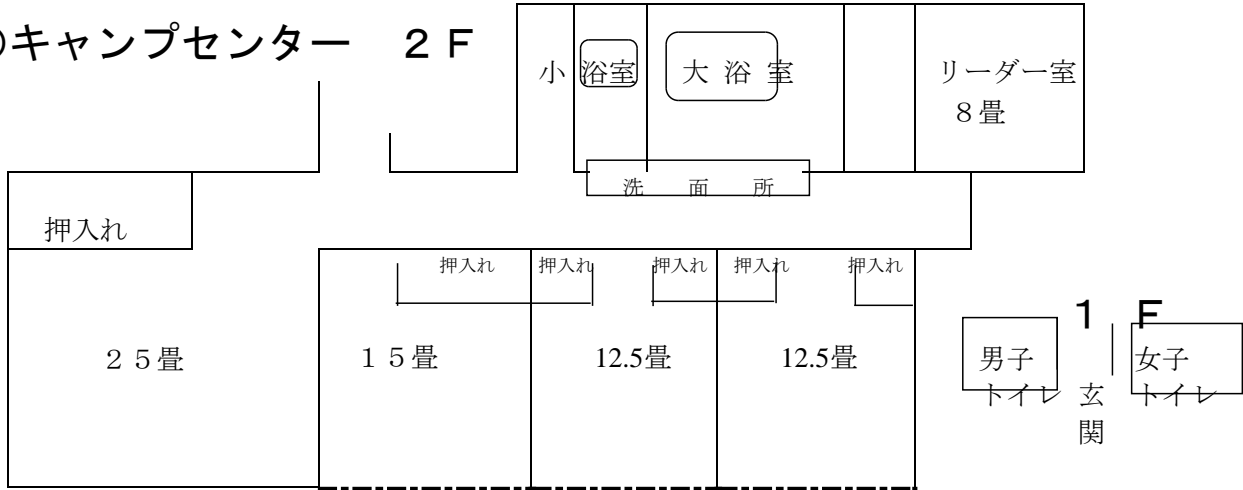 キャンプセンター　２Ｆ
小 浴室
大 浴 室
リーダー室
８畳
洗　面　所
押入れ
押入れ 押入れ 押入れ 押入れ 押入れ
２５畳
１５畳
12.5畳
12.5畳
１ Ｆ
男子
トイレ
玄
関
女子
トイレ